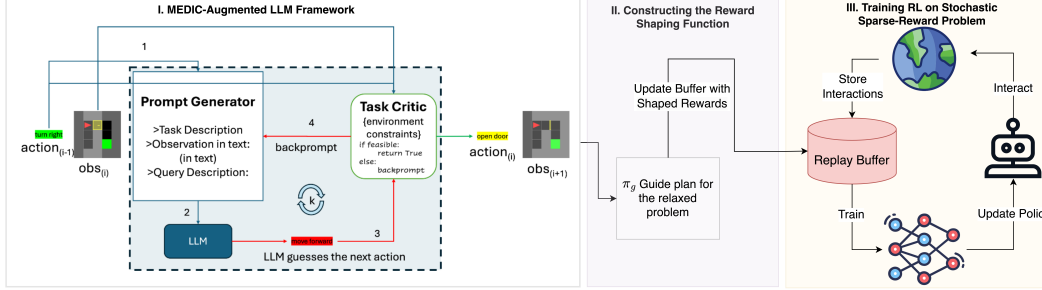 I. MEDIC-Augmented LLM Framework
1
Prompt Generator
>Task Description
>Observation in text:
(in text)
>Query Description:
turn right
action(i-1)
obs(i)
Task Critic
{environment
constraints}
if feasible:
return True
else:
backprompt
4
backprompt
k
2
LLM
move forward
3
LLM guesses the next action
open door
action(i)
obs(i+1)
II. Constructing the Reward
Shaping Function
Update Buffer with
Shaped Rewards
πg Guide plan for
the relaxed
problem
III. Training RL on Stochastic
Sparse-Reward Problem
Store
Interactions
Interact
Replay Buffer
Train
Update Polic